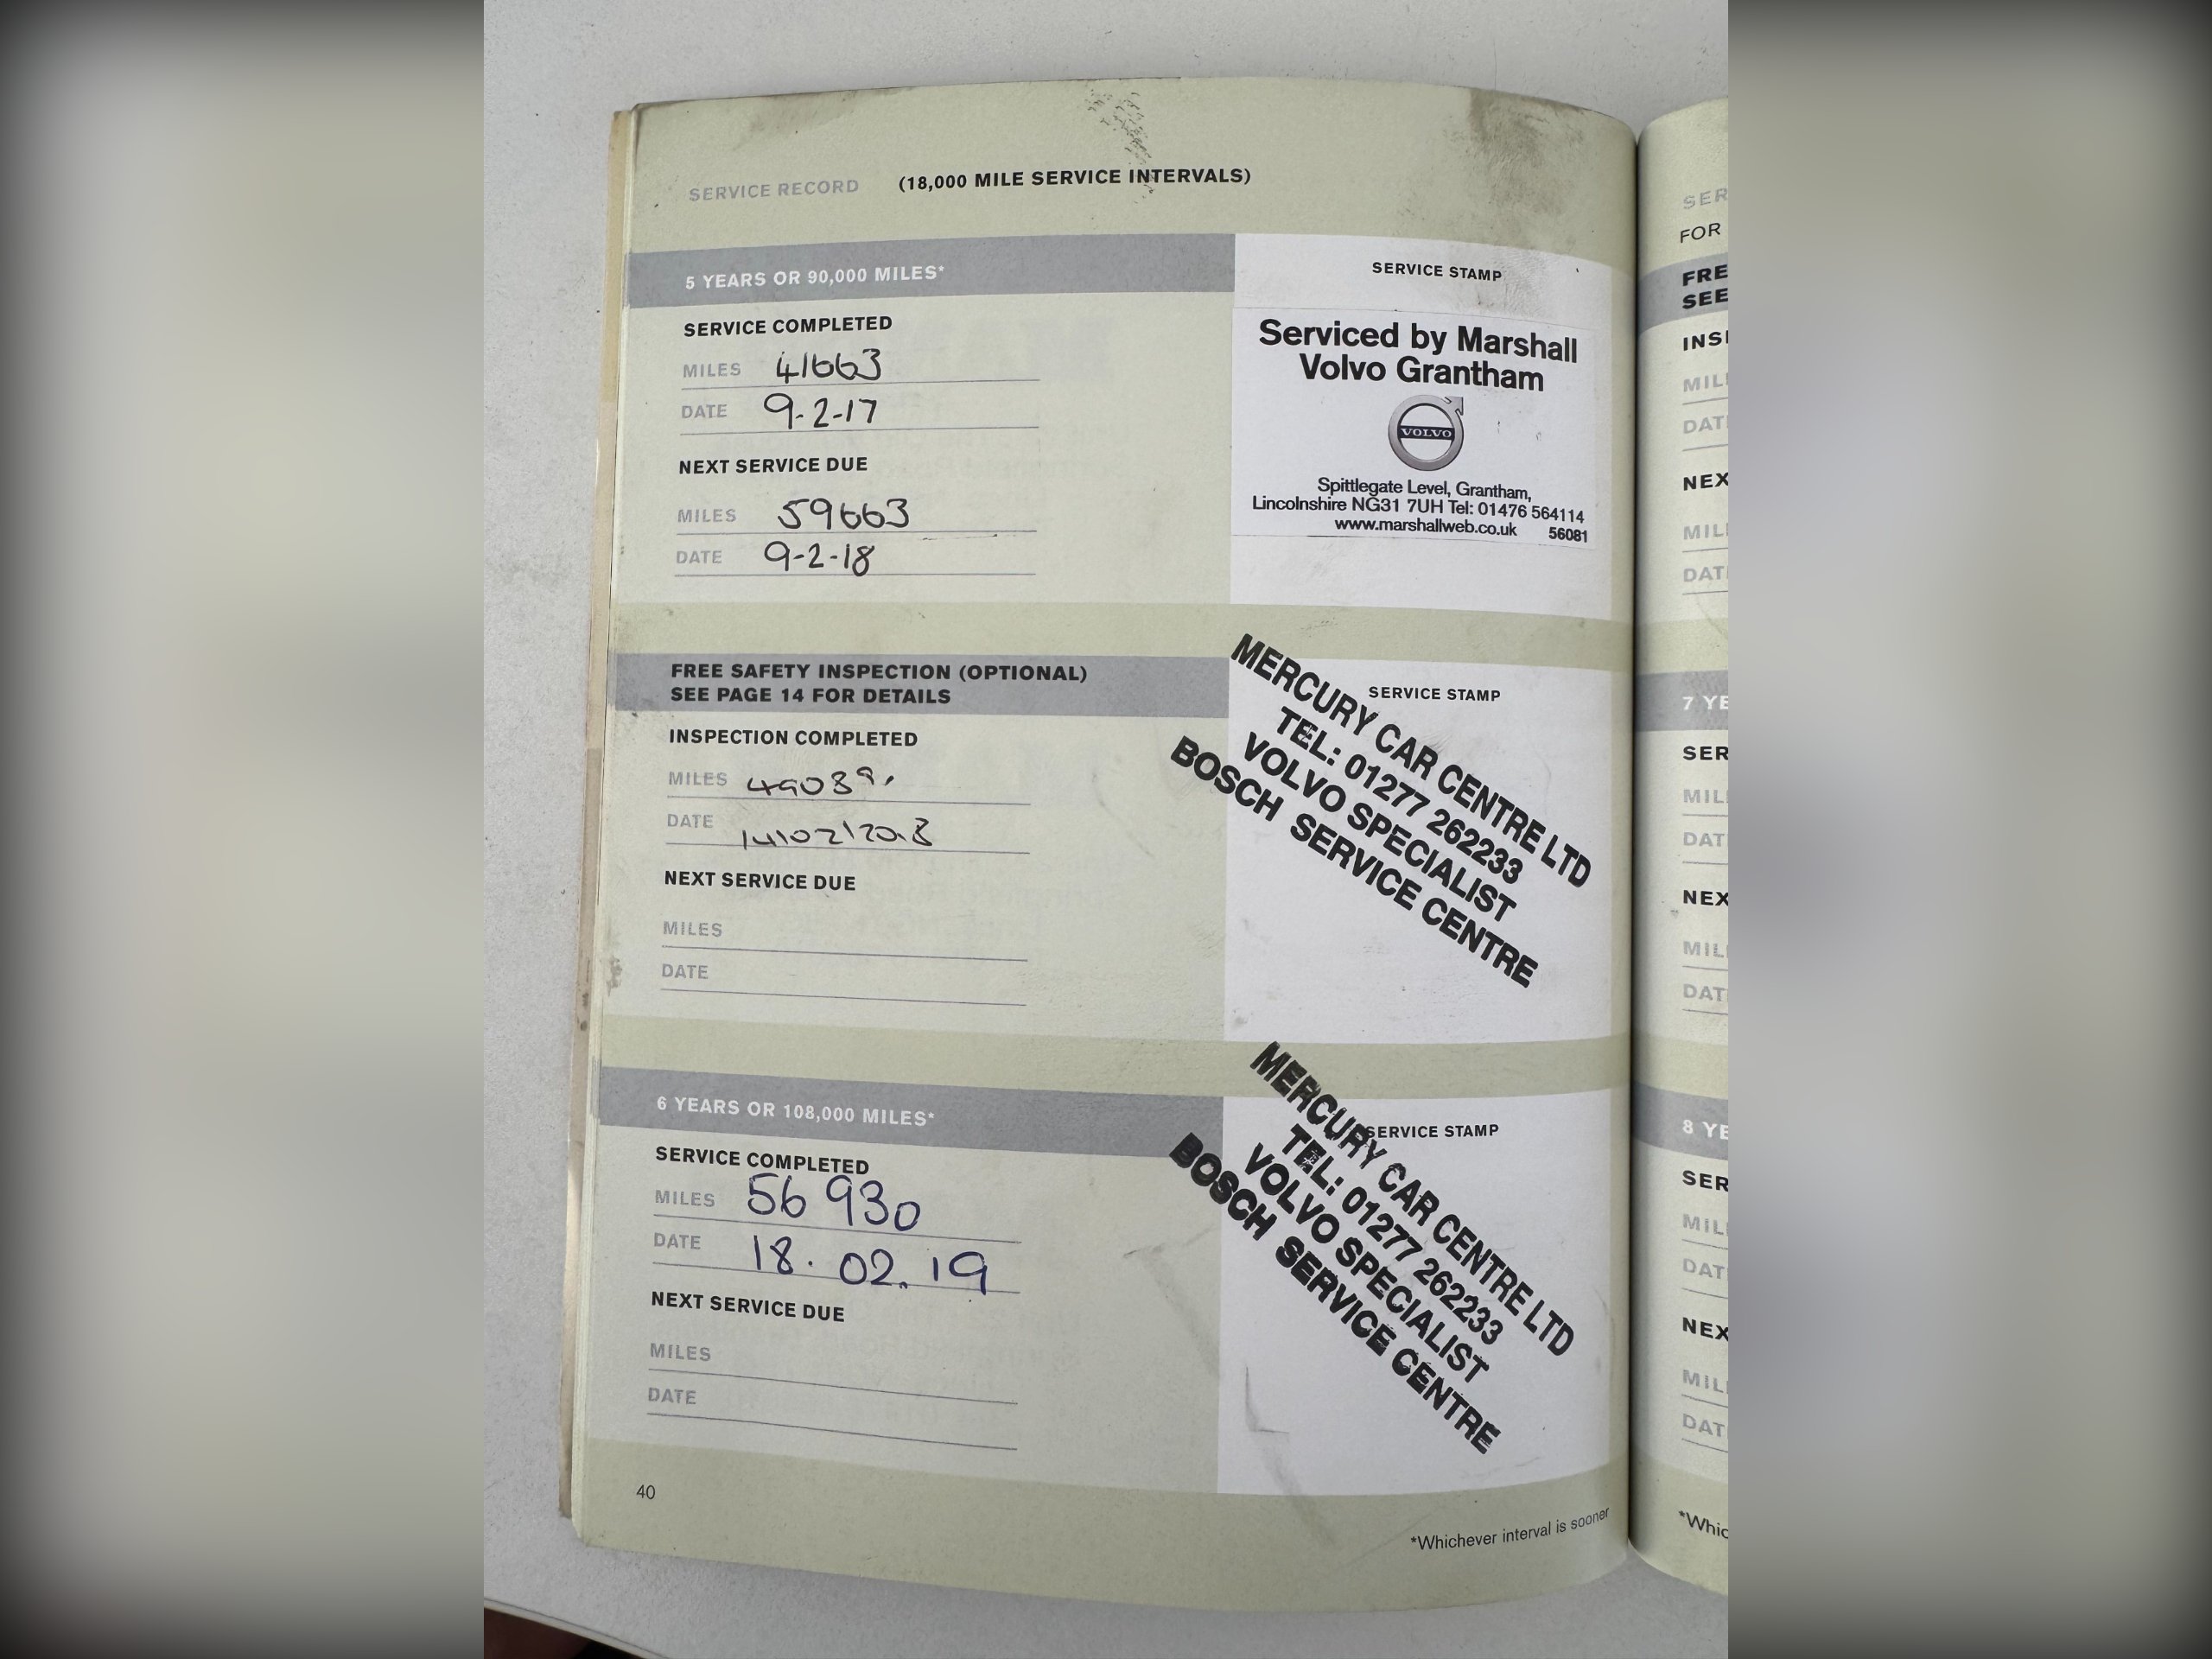 SERVICE RECORD (18,000 MILE SERVICE INTERVALS)
5 YEARS OR 90,000 MILES*
SERVICE COMPLETED
MILES 41663
DATE 9-2-17
NEXT SERVICE DUE
MILES 59663
DATE 9-2-18
SERVICE STAMP
Serviced by Marshall
Volvo Grantham
VOLVO
Spittlegate Level, Grantham,
Lincolnshire NG31 7UH Tel: 01476 564114
www.marshallweb.co.uk 56081
FREE SAFETY INSPECTION (OPTIONAL)
SEE PAGE 14 FOR DETAILS
INSPECTION COMPLETED
MILES 49039
DATE 14/02/2018
NEXT SERVICE DUE
MILES
DATE
SERVICE STAMP
MERCURY CAR CENTRE LTD
TEL: 01277 262233
VOLVO SPECIALIST
BOSCH SERVICE CENTRE
6 YEARS OR 108,000 MILES*
SERVICE COMPLETED
MILES 56930
DATE 18.02.19
NEXT SERVICE DUE
MILES
DATE
SERVICE STAMP
MERCURY CAR CENTRE LTD
TEL: 01277 262233
VOLVO SPECIALIST
BOSCH SERVICE CENTRE
40
*Whichever interval is sooner
FOR
7 YE
8 YE